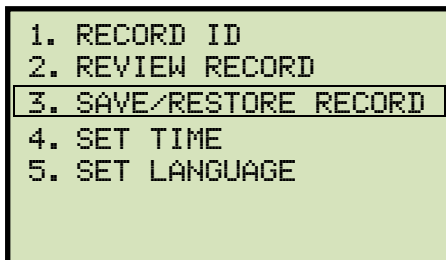 1. RECORD ID
2. REVIEW RECORD
3. SAVE/RESTORE RECORD
4. SET TIME
5. SET LANGUAGE